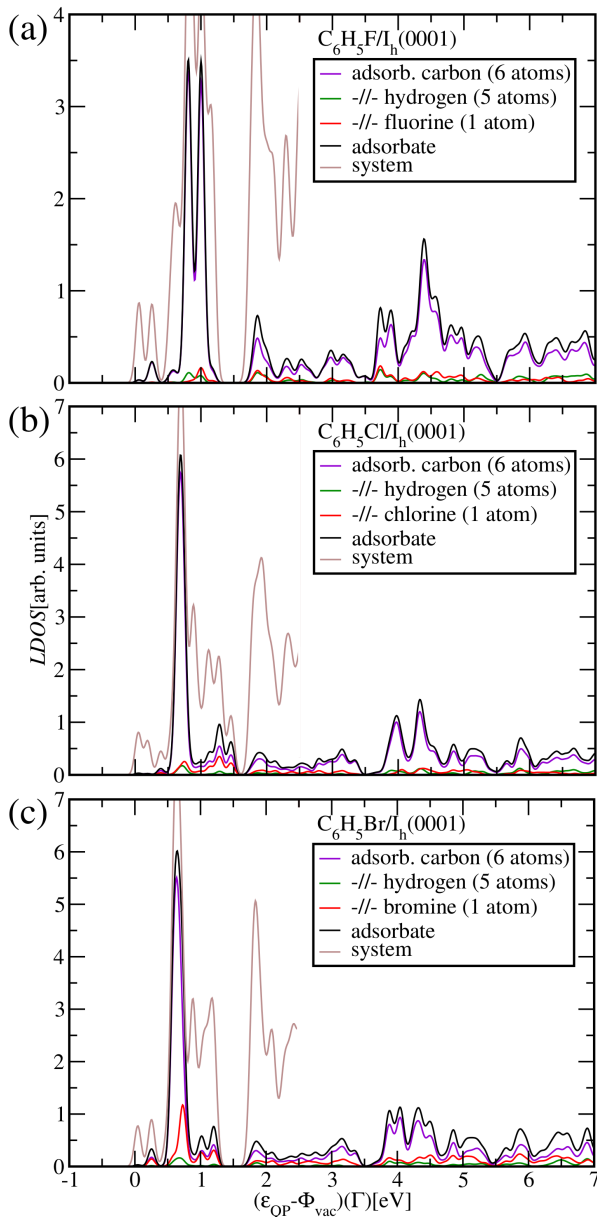 (a)
C6H5F/Ih(0001)
adsorb. carbon (6 atoms)
-//- hydrogen (5 atoms)
-//- fluorine (1 atom)
adsorbate
system
4
3
2
1
0
(b)
C6H5Cl/Ih(0001)
adsorb. carbon (6 atoms)
-//- hydrogen (5 atoms)
-//- chlorine (1 atom)
adsorbate
system
7
6
5
4
3
2
1
0
LDOS[arb. units]
(c)
C6H5Br/Ih(0001)
adsorb. carbon (6 atoms)
-//- hydrogen (5 atoms)
-//- bromine (1 atom)
adsorbate
system
7
6
5
4
3
2
1
0
-1 0 1 2 3 4 5 6 7
(εQP-Φvac)(Γ)[eV]